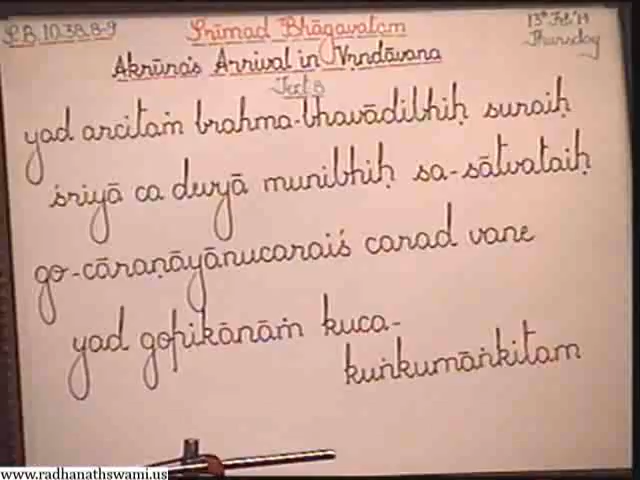 S.B. 10.38.8-9
Śrīmad Bhāgavatam
13th Feb '14
Thursday
Akrūra's Arrival in Vṛndāvana
Text 8
yad arcitaṁ brahma-bhavādibhiḥ suraiḥ
śriyā ca devyā munibhiḥ sa-sātvataiḥ
go-cāraṇāyānucaraiś carad vane
yad gopikānāṁ kuca-
kuṅkumāṅkitam
www.radhanathswami.us